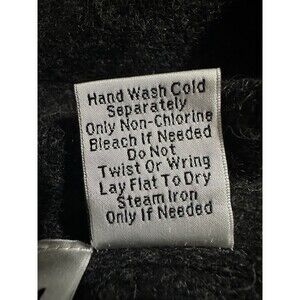 Hand Wash Cold
Separately
Only Non-Chlorine
Bleach If Needed
Do Not
Twist Or Wring
Lay Flat To Dry
Steam Iron
Only If Needed